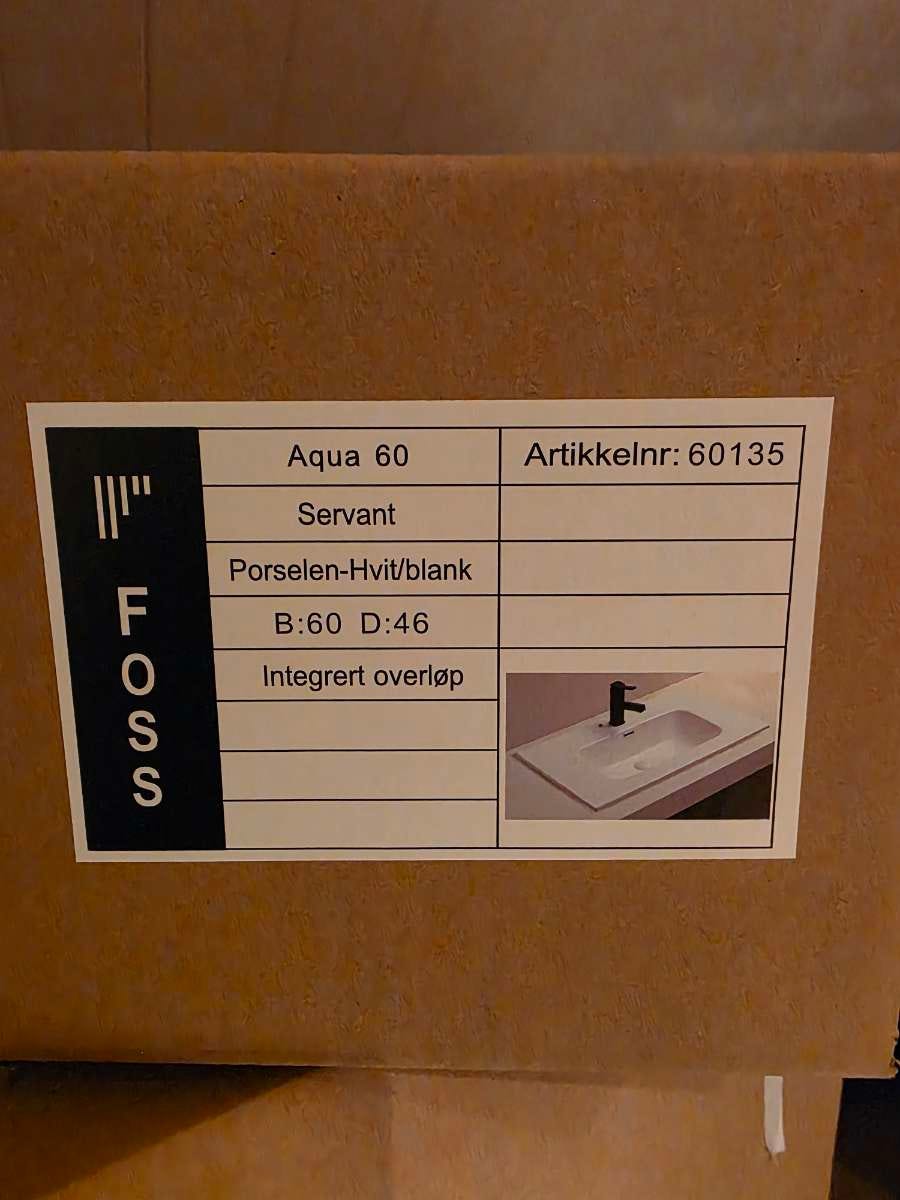 FOSS
Aqua 60
Artikkelnr: 60135
Servant
Porselen-Hvit/blank
B:60 D:46
Integrert overløp